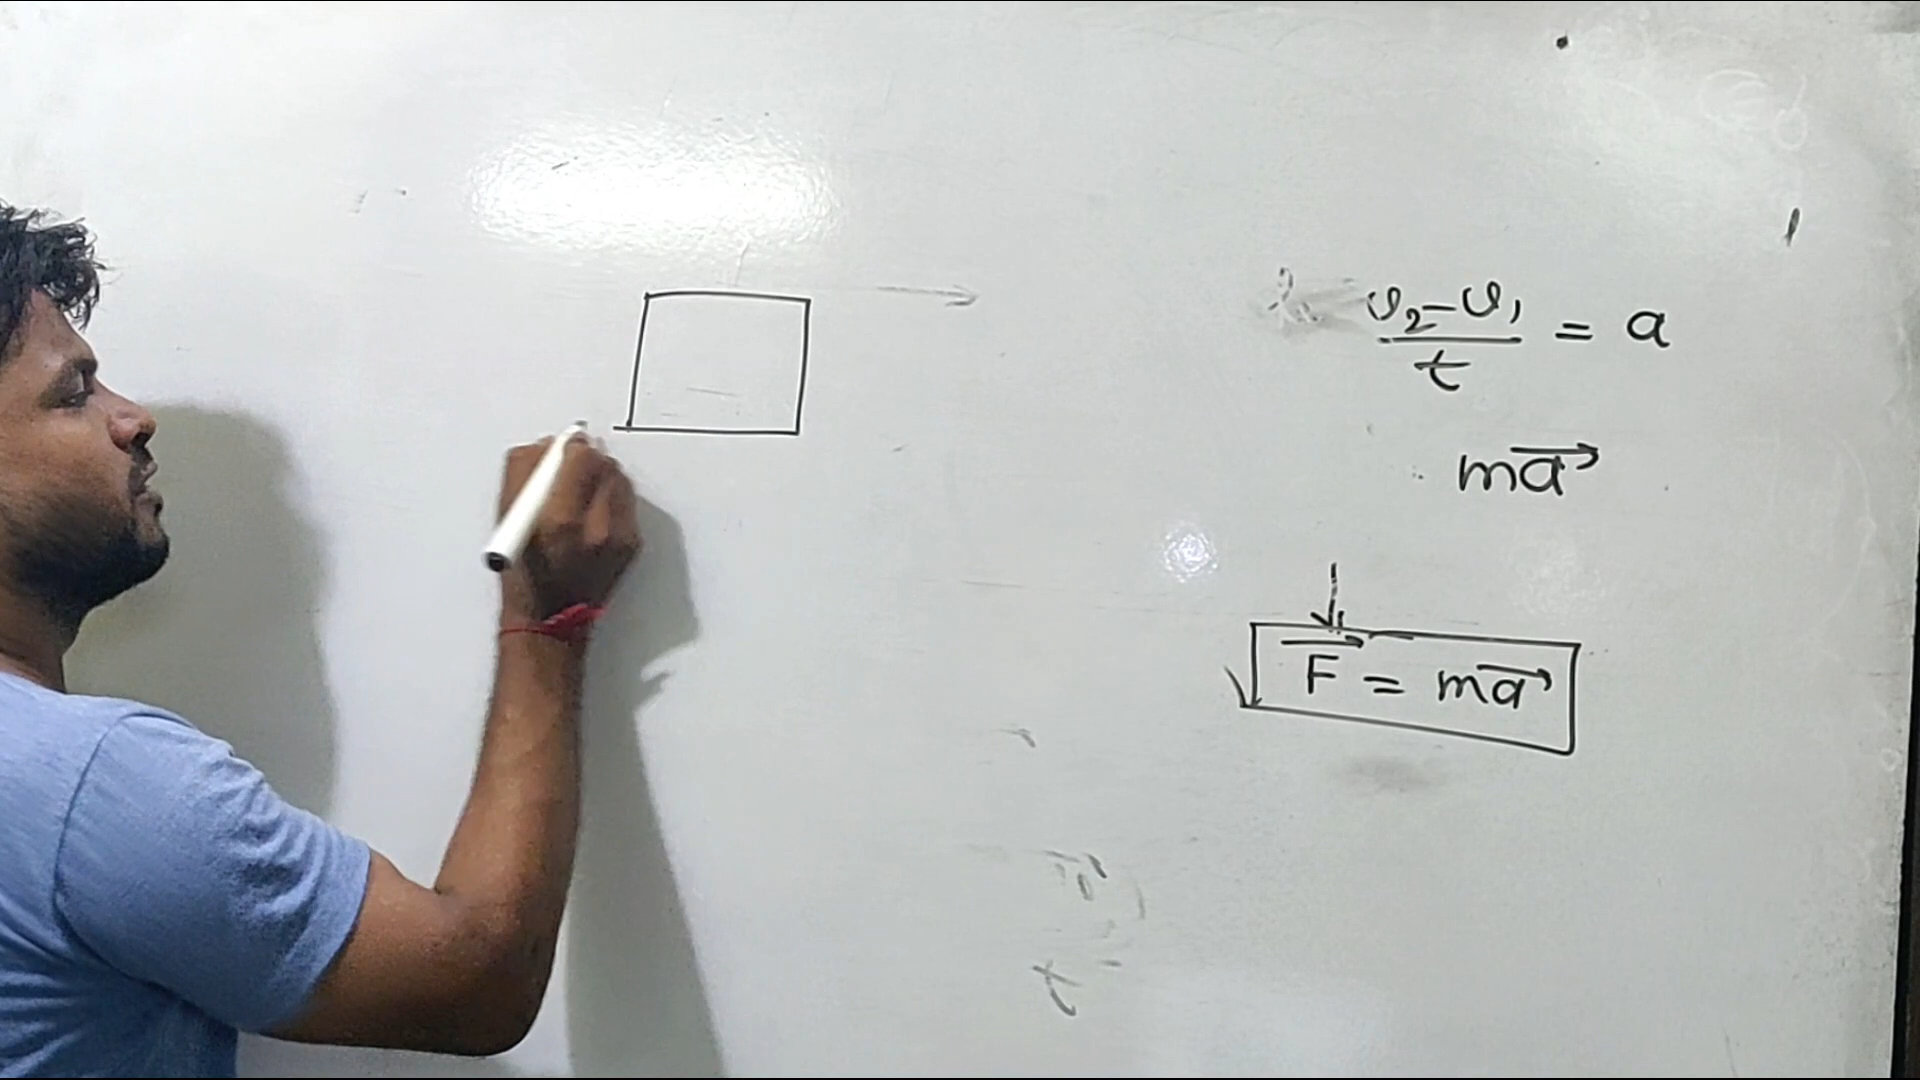 v₂-v₁
t
= a
ma⃗
F⃗ = ma⃗
t